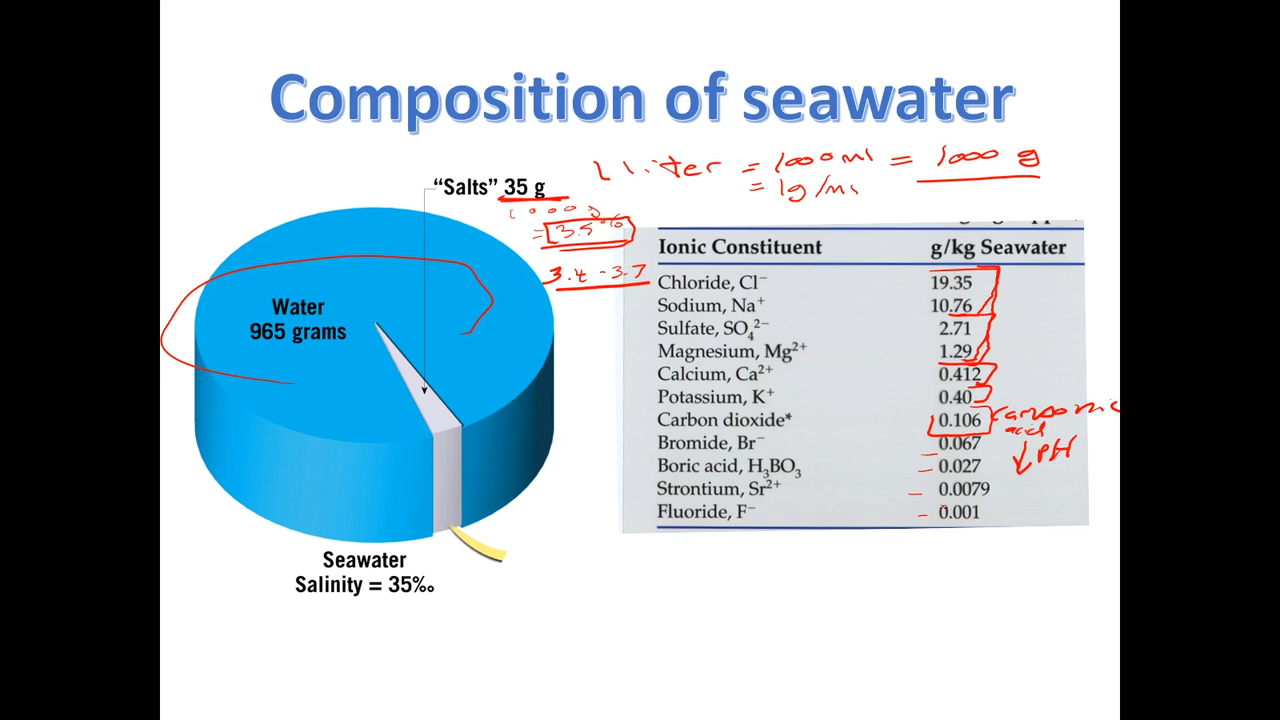 Composition of seawater
1 liter = 1000 ml = 1000 g
= 1g/ml
"Salts" 35 g
1000g
= 3.5%
3.4 - 3.7
Water
965 grams
Seawater
Salinity = 35‰
Ionic Constituent g/kg Seawater
Chloride, Cl⁻ 19.35
Sodium, Na⁺ 10.76
Sulfate, SO₄²⁻ 2.71
Magnesium, Mg²⁺ 1.29
Calcium, Ca²⁺ 0.412
Potassium, K⁺ 0.40
Carbon dioxide* 0.106
Bromide, Br⁻ 0.067
Boric acid, H₃BO₃ 0.027
Strontium, Sr²⁺ 0.0079
Fluoride, F⁻ 0.001
acid
↓ PH